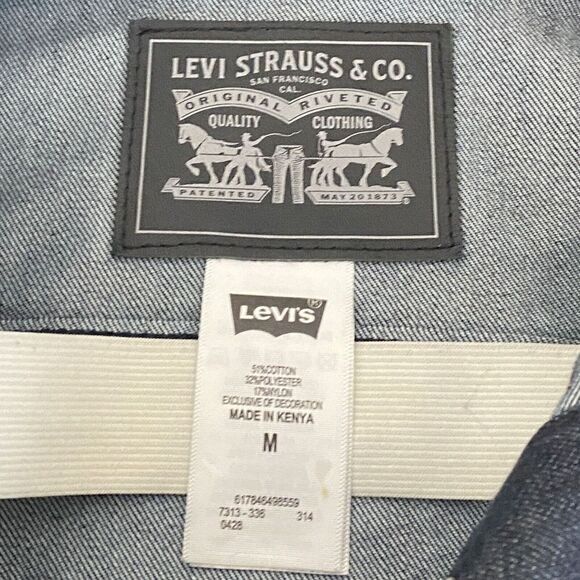 LEVI STRAUSS & CO.
SAN FRANCISCO
CAL.
ORIGINAL RIVETED
QUALITY CLOTHING
PATENTED MAY 20 1873
LEVI'S
51%COTTON
32%POLYESTER
17%NYLON
EXCLUSIVE OF DECORATION
MADE IN KENYA
M
617846498559
7313-336 314
0428